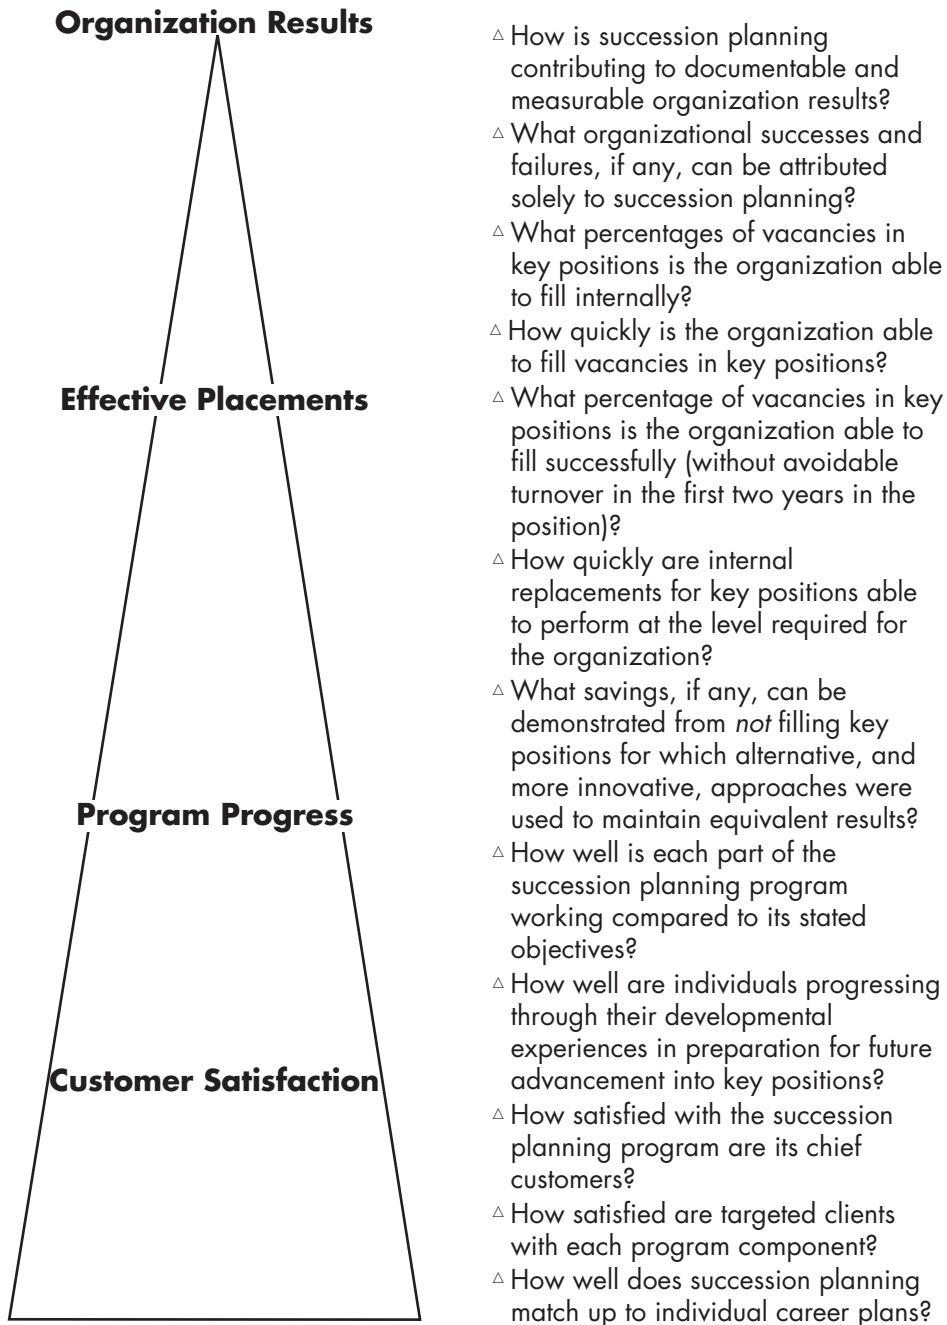 Organization Results
△ How is succession planning
contributing to documentable and
measurable organization results?
△ What organizational successes and
failures, if any, can be attributed
solely to succession planning?
△ What percentages of vacancies in
key positions is the organization able
to fill internally?
△ How quickly is the organization able
to fill vacancies in key positions?
Effective Placements
△ What percentage of vacancies in key
positions is the organization able to
fill successfully (without avoidable
turnover in the first two years in the
position)?
△ How quickly are internal
replacements for key positions able
to perform at the level required for
the organization?
△ What savings, if any, can be
demonstrated from not filling key
positions for which alternative, and
more innovative, approaches were
used to maintain equivalent results?
Program Progress
△ How well is each part of the
succession planning program
working compared to its stated
objectives?
△ How well are individuals progressing
through their developmental
experiences in preparation for future
advancement into key positions?
Customer Satisfaction
△ How satisfied with the succession
planning program are its chief
customers?
△ How satisfied are targeted clients
with each program component?
△ How well does succession planning
match up to individual career plans?